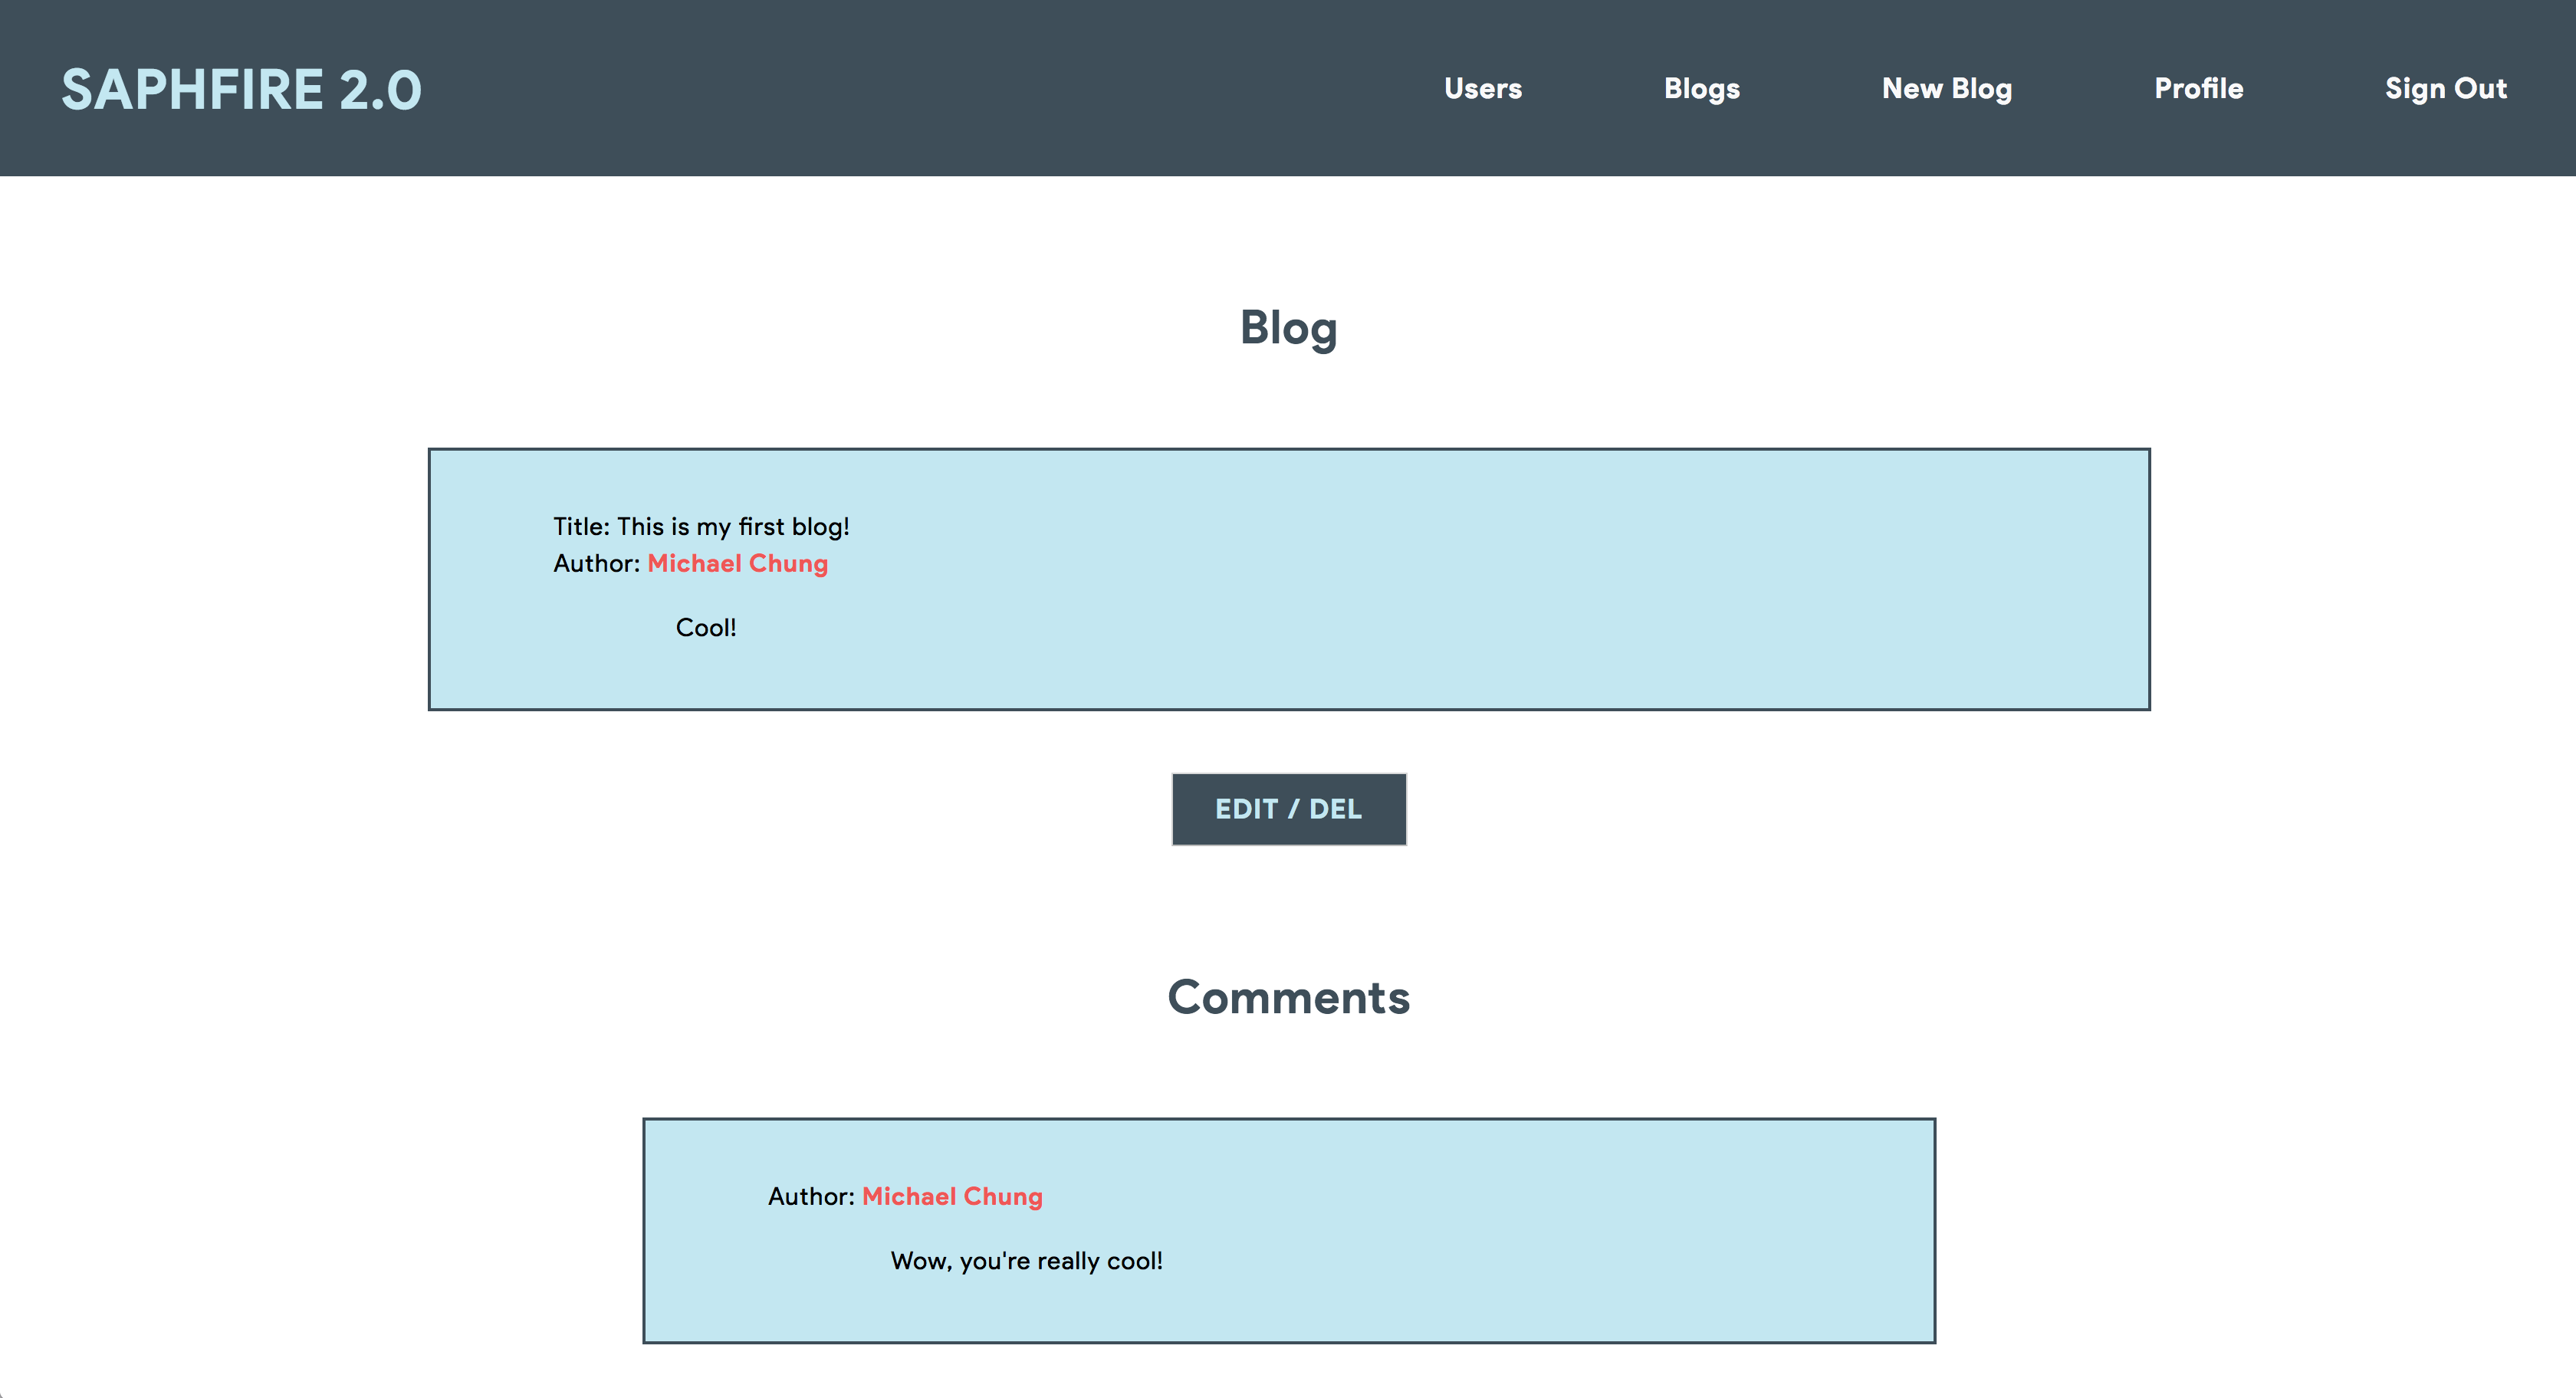 SAPHFIRE 2.0
Users Blogs New Blog Profile Sign Out
Blog
Title: This is my first blog!
Author: Michael Chung
Cool!
EDIT / DEL
Comments
Author: Michael Chung
Wow, you're really cool!